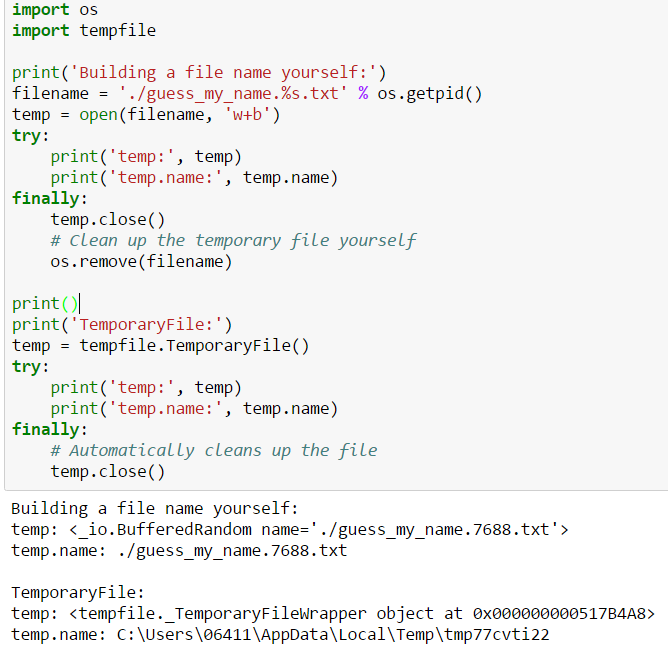 import os
import tempfile

print('Building a file name yourself:')
filename = './guess_my_name.%s.txt' % os.getpid()
temp = open(filename, 'w+b')
try:
    print('temp:', temp)
    print('temp.name:', temp.name)
finally:
    temp.close()
    # Clean up the temporary file yourself
    os.remove(filename)

print()
print('TemporaryFile:')
temp = tempfile.TemporaryFile()
try:
    print('temp:', temp)
    print('temp.name:', temp.name)
finally:
    # Automatically cleans up the file
    temp.close()

Building a file name yourself:
temp: <_io.BufferedRandom name='./guess_my_name.7688.txt'>
temp.name: ./guess_my_name.7688.txt

TemporaryFile:
temp: <tempfile._TemporaryFileWrapper object at 0x000000000517B4A8>
temp.name: C:\Users\06411\AppData\Local\Temp\tmp77cvti22